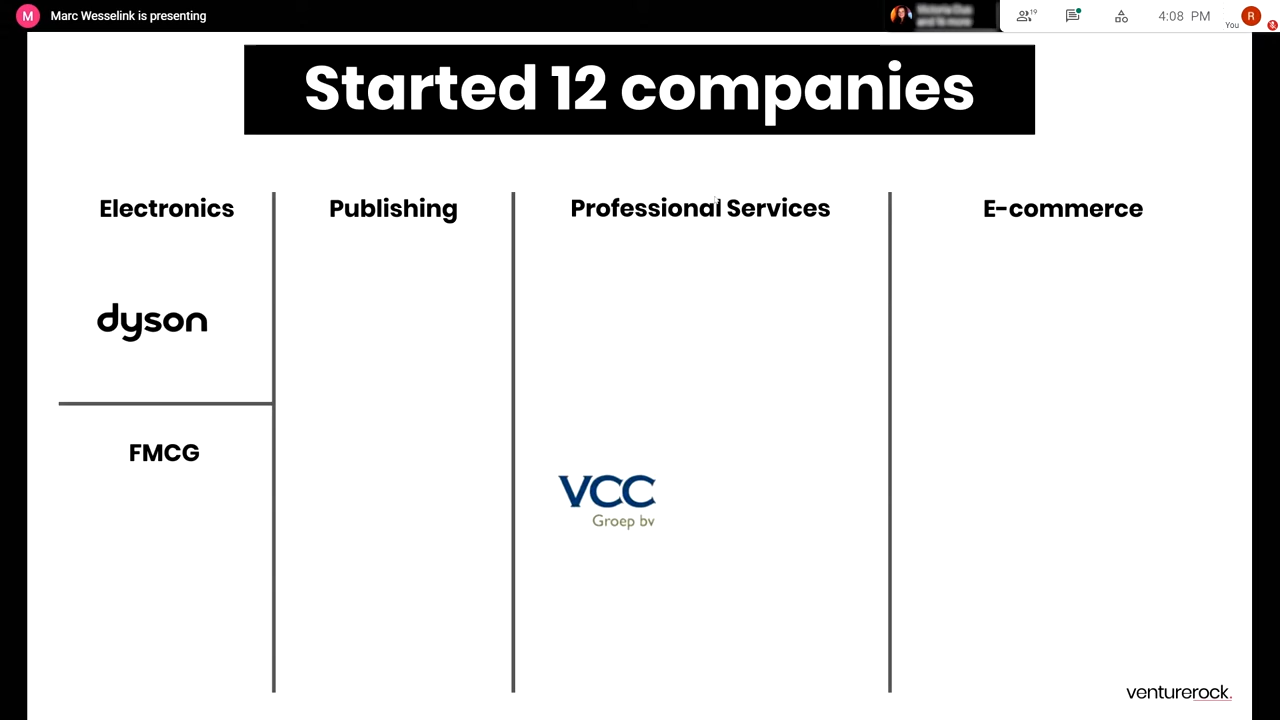 M Marc Wesselink is presenting
19
4:08 PM
You
R
Started 12 companies
Electronics
Publishing
Professional Services
E-commerce
dyson
FMCG
VCC
Groep bv
venturerock.